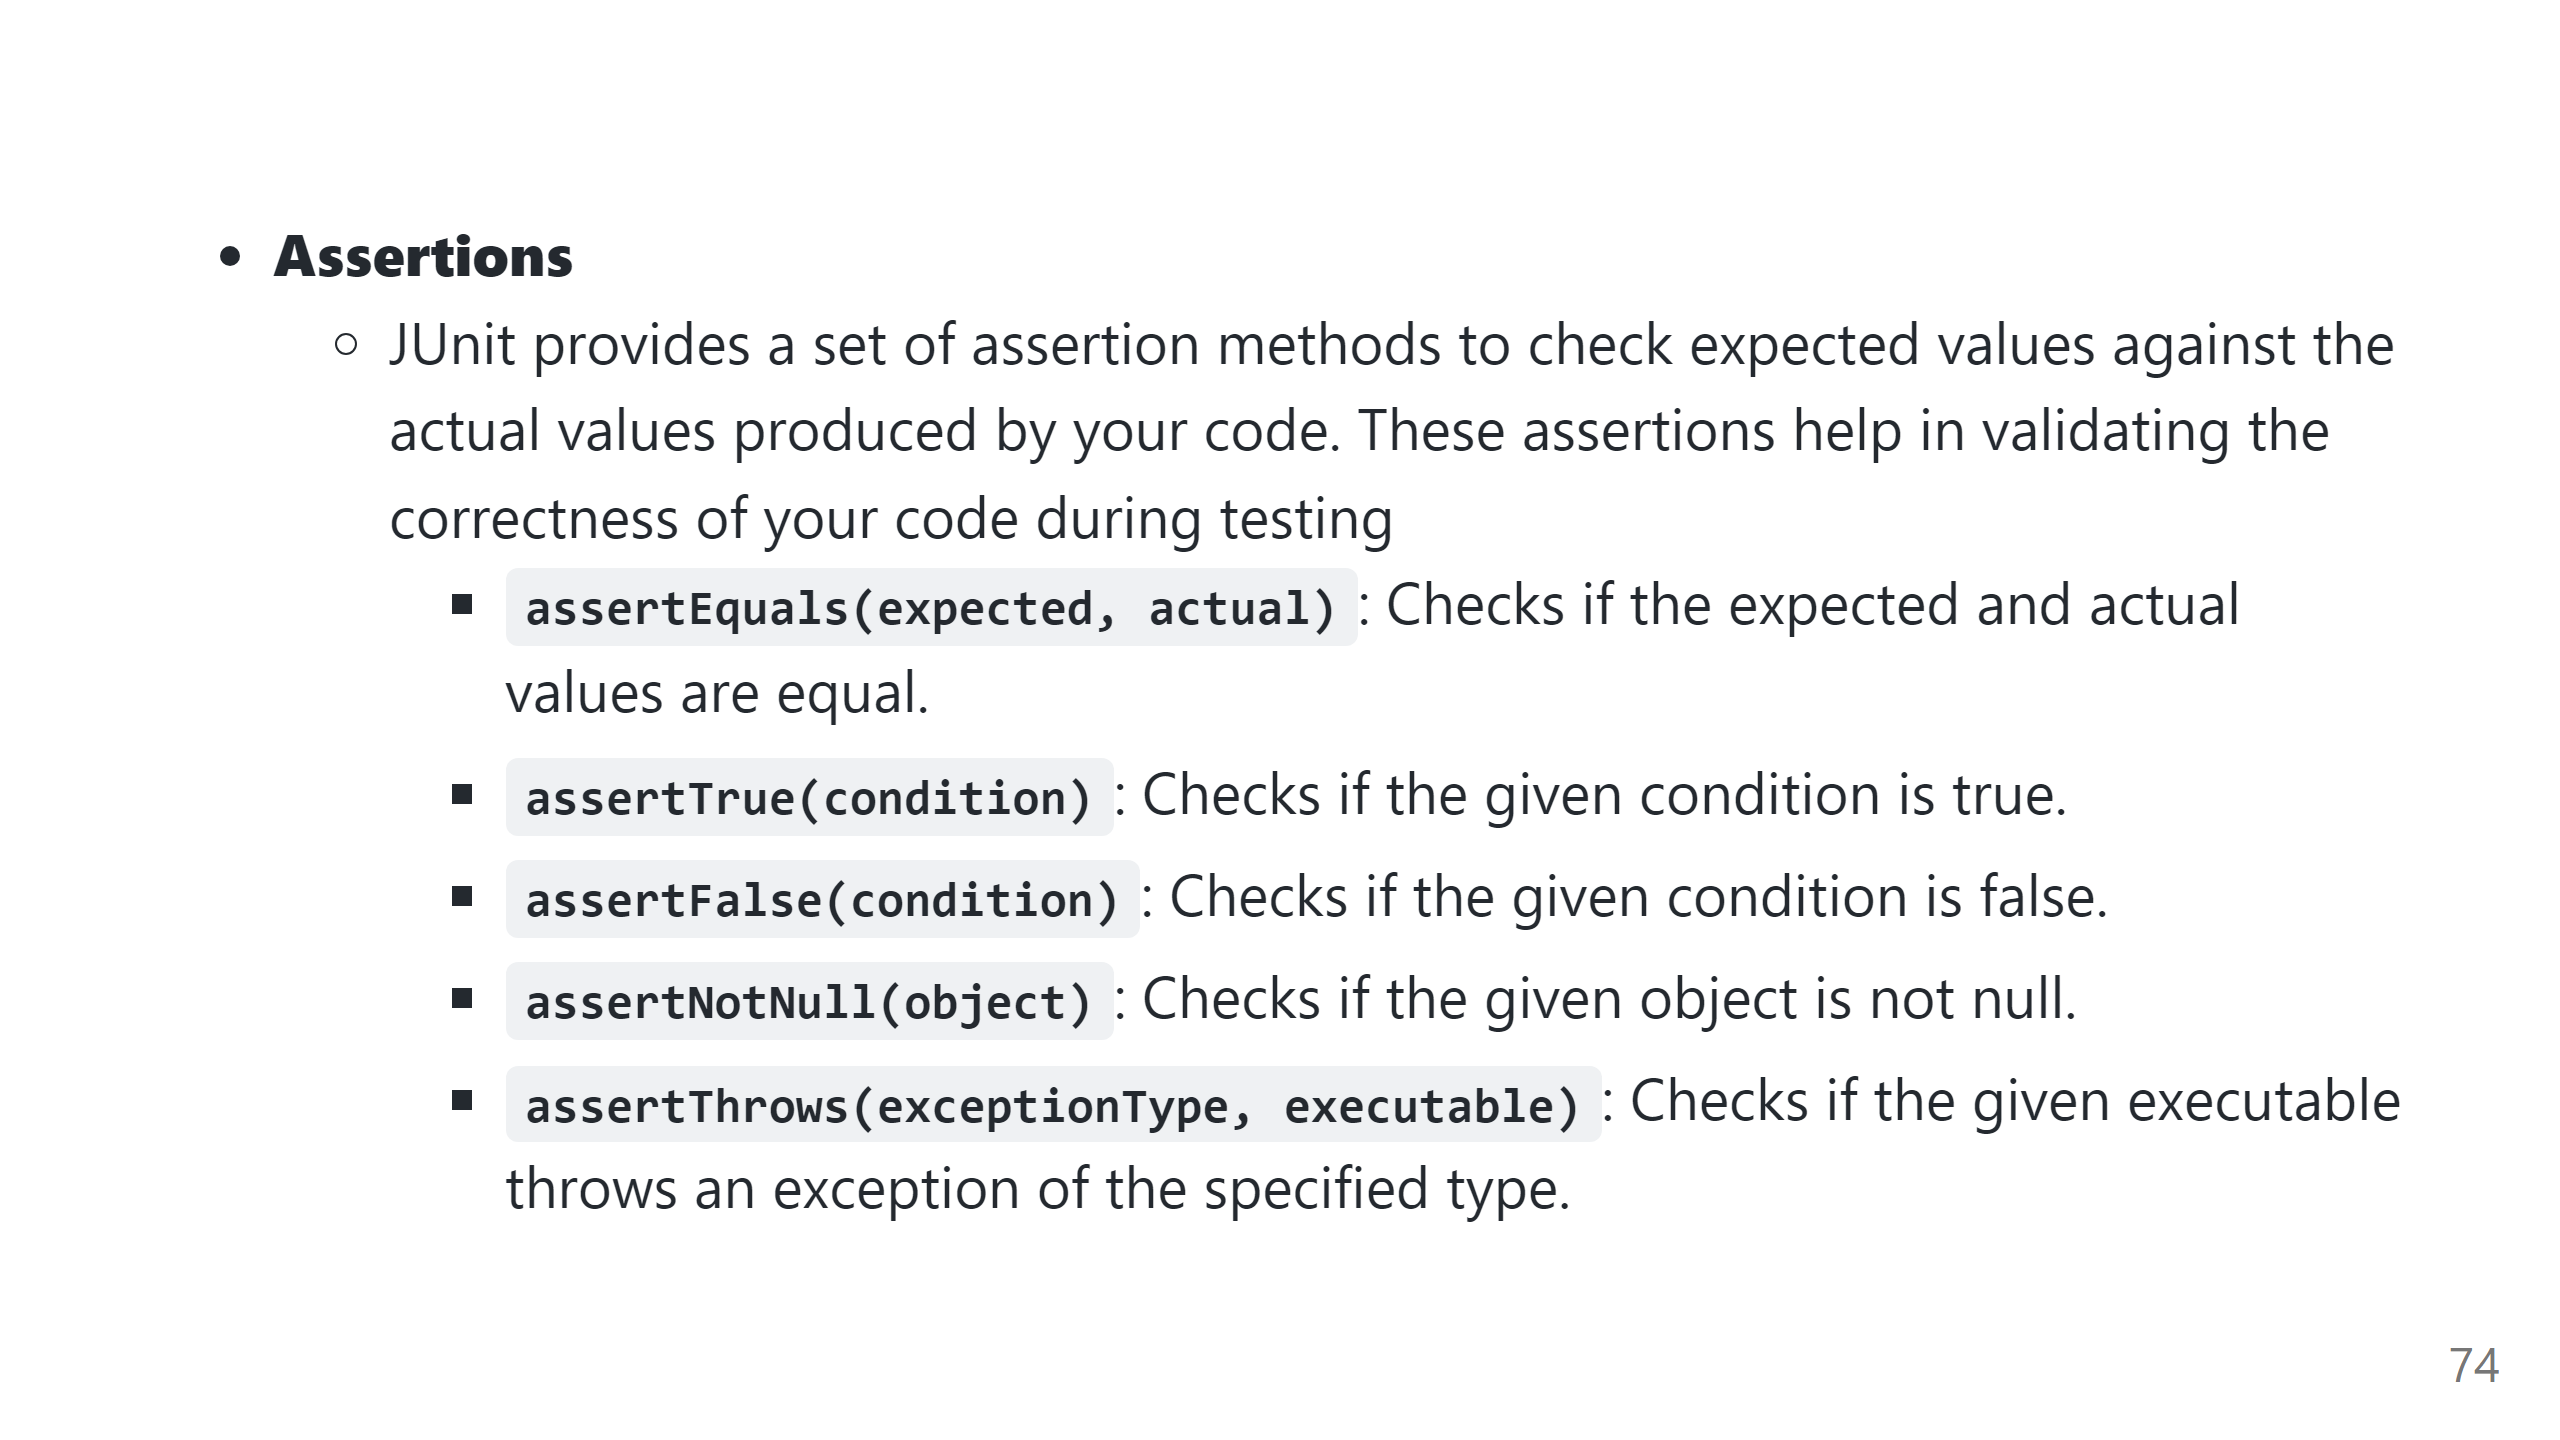 • Assertions
○ JUnit provides a set of assertion methods to check expected values against the
actual values produced by your code. These assertions help in validating the
correctness of your code during testing
▪ assertEquals(expected, actual) : Checks if the expected and actual
values are equal.
▪ assertTrue(condition) : Checks if the given condition is true.
▪ assertFalse(condition) : Checks if the given condition is false.
▪ assertNotNull(object) : Checks if the given object is not null.
▪ assertThrows(exceptionType, executable) : Checks if the given executable
throws an exception of the specified type.
74